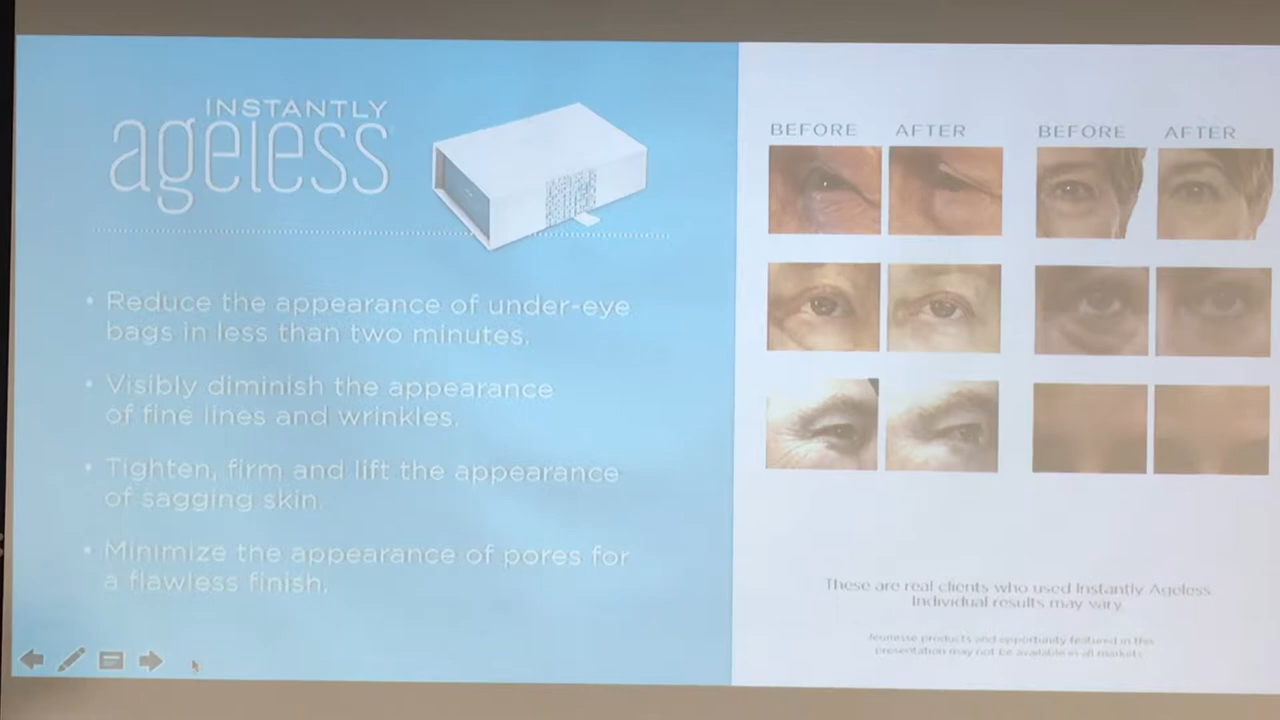 INSTANTLY
ageless
• Reduce the appearance of under-eye
bags in less than two minutes.
• Visibly diminish the appearance
of fine lines and wrinkles.
• Tighten, firm and lift the appearance
of sagging skin.
• Minimize the appearance of pores for
a flawless finish.
BEFORE AFTER BEFORE AFTER
These are real clients who used Instantly Ageless.
Individual results may vary.
Jeunesse products and opportunity featured in this
presentation may not be available in all markets.